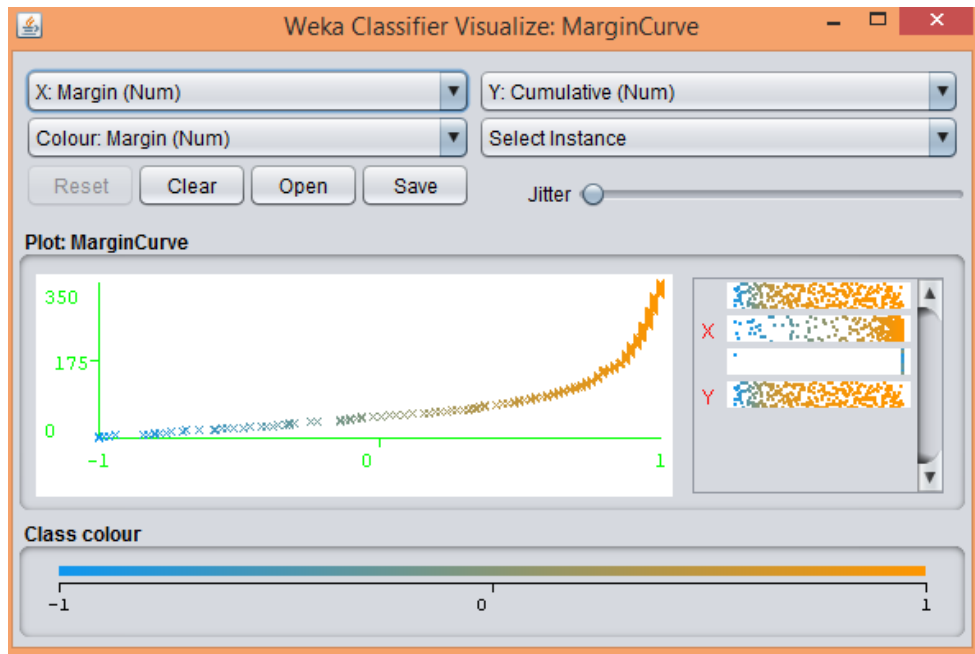 Weka Classifier Visualize: MarginCurve
X: Margin (Num) Y: Cumulative (Num)
Colour: Margin (Num) Select Instance
Reset Clear Open Save Jitter
Plot: MarginCurve
350
X
175
Y
0
-1 0 1
Class colour
-1 0 1